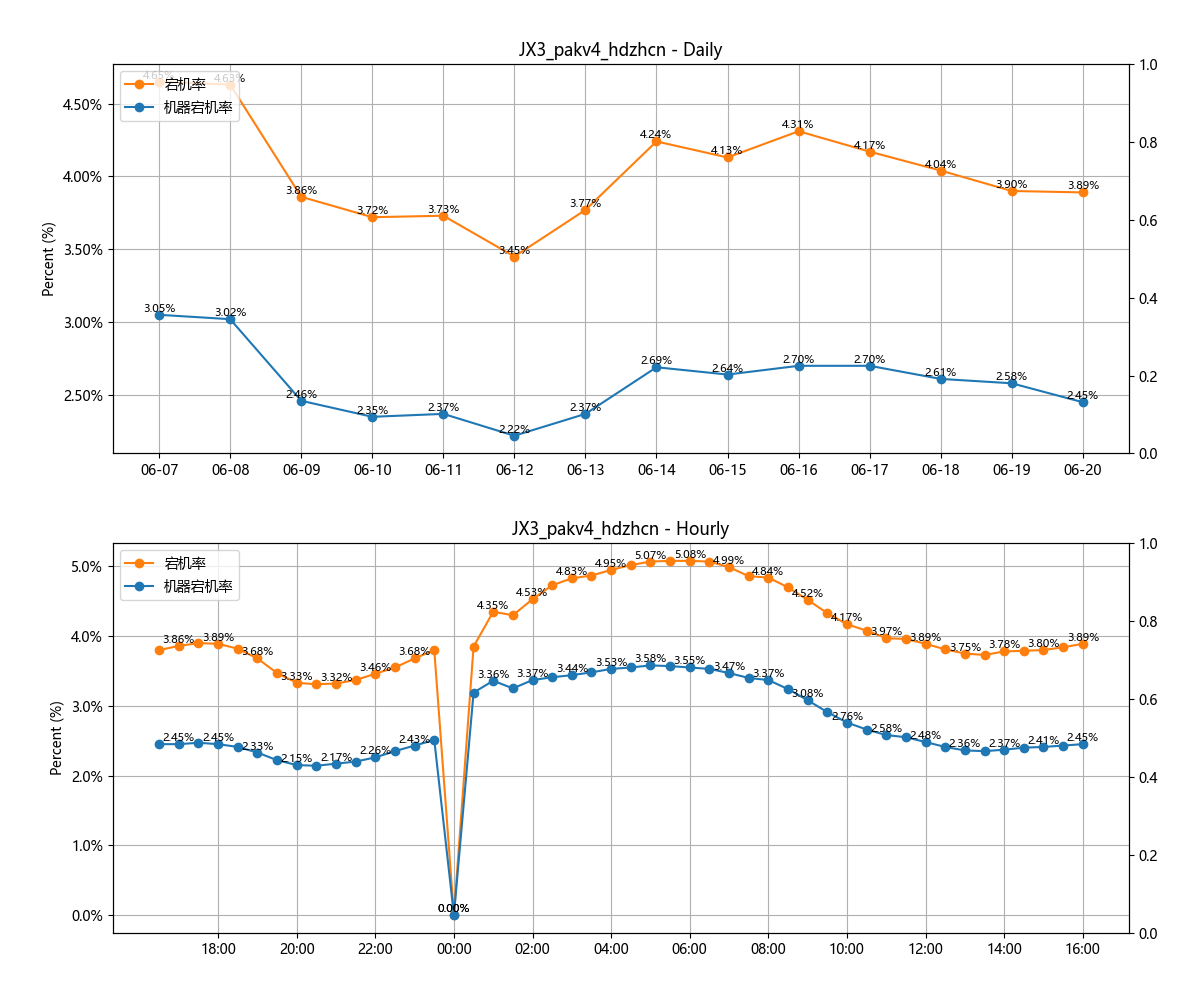 JX3_pakv4_hdzhcn - Daily
宕机率
机器宕机率
Percent (%)
4.50%
4.00%
3.50%
3.00%
2.50%
1.0
0.8
0.6
0.4
0.2
0.0
4.65% 4.63% 3.86% 3.72% 3.73% 3.45% 3.77% 4.24% 4.13% 4.31% 4.17% 4.04% 3.90% 3.89%
3.05% 3.02% 2.46% 2.35% 2.37% 2.22% 2.37% 2.69% 2.64% 2.70% 2.70% 2.61% 2.58% 2.45%
06-07 06-08 06-09 06-10 06-11 06-12 06-13 06-14 06-15 06-16 06-17 06-18 06-19 06-20
JX3_pakv4_hdzhcn - Hourly
宕机率
机器宕机率
Percent (%)
5.0%
4.0%
3.0%
2.0%
1.0%
0.0%
1.0
0.8
0.6
0.4
0.2
0.0
3.86% 3.89% 3.68% 3.33% 3.32% 3.46% 3.68% 0.00% 4.35% 4.53% 4.83% 4.95% 5.07% 5.08% 4.99% 4.84% 4.52% 4.17% 3.97% 3.89% 3.75% 3.78% 3.80% 3.89%
2.45% 2.45% 2.33% 2.15% 2.17% 2.26% 2.43% 0.00% 3.36% 3.37% 3.44% 3.53% 3.58% 3.55% 3.47% 3.37% 3.08% 2.76% 2.58% 2.48% 2.36% 2.37% 2.41% 2.45%
18:00 20:00 22:00 00:00 02:00 04:00 06:00 08:00 10:00 12:00 14:00 16:00